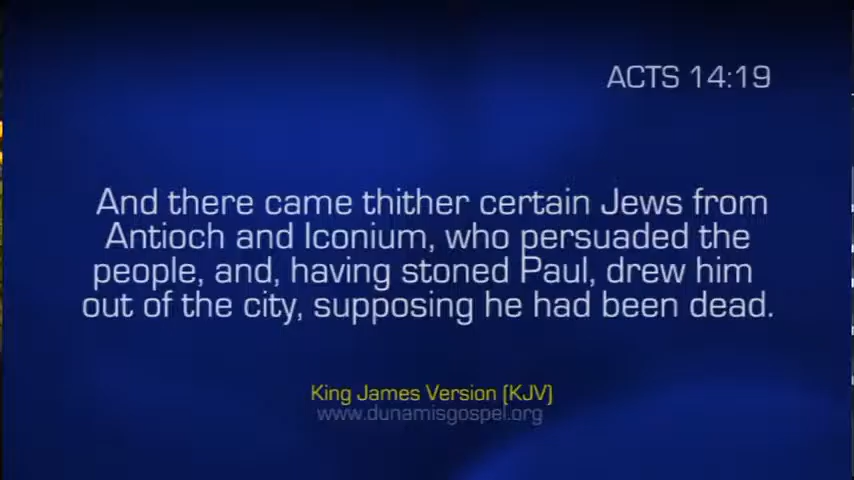 ACTS 14:19
And there came thither certain Jews from
Antioch and Iconium, who persuaded the
people, and, having stoned Paul, drew him
out of the city, supposing he had been dead.
King James Version (KJV)
www.dunamisgospel.org